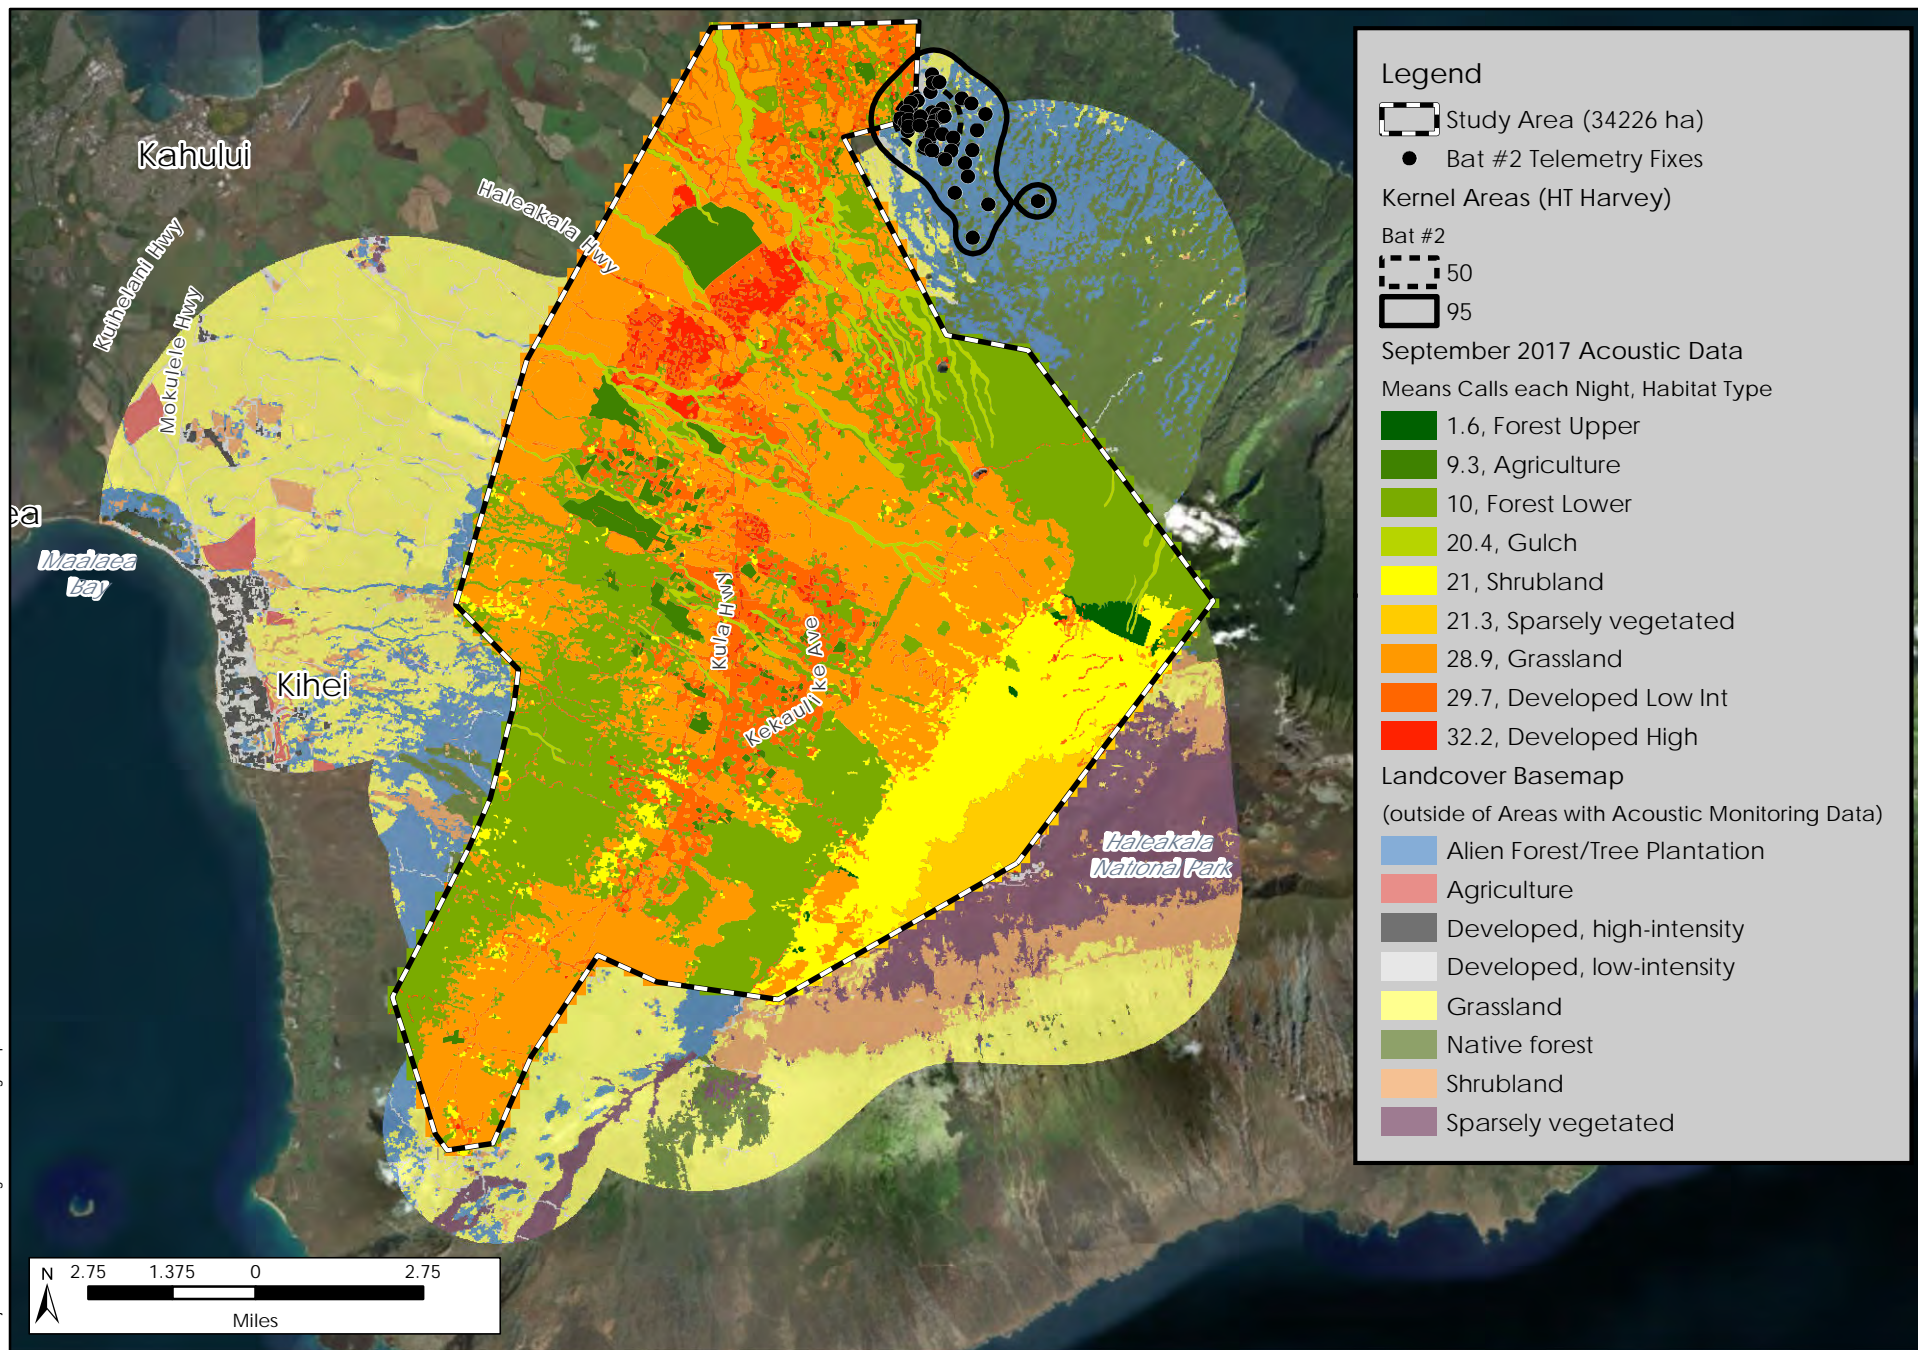 Kahului
Haleakala Hwy
Kuihelani Hwy
Mokulele Hwy
ea
Maalaea
Bay
Kihei
Kula Hwy
Kekaulike Ave
Haleakala
National Park
N
2.75
1.375
0
2.75
Miles
Legend
Study Area (34226 ha)
Bat #2 Telemetry Fixes
Kernel Areas (HT Harvey)
Bat #2
50
95
September 2017 Acoustic Data
Means Calls each Night, Habitat Type
1.6, Forest Upper
9.3, Agriculture
10, Forest Lower
20.4, Gulch
21, Shrubland
21.3, Sparsely vegetated
28.9, Grassland
29.7, Developed Low Int
32.2, Developed High
Landcover Basemap
(outside of Areas with Acoustic Monitoring Data)
Alien Forest/Tree Plantation
Agriculture
Developed, high-intensity
Developed, low-intensity
Grassland
Native forest
Shrubland
Sparsely vegetated